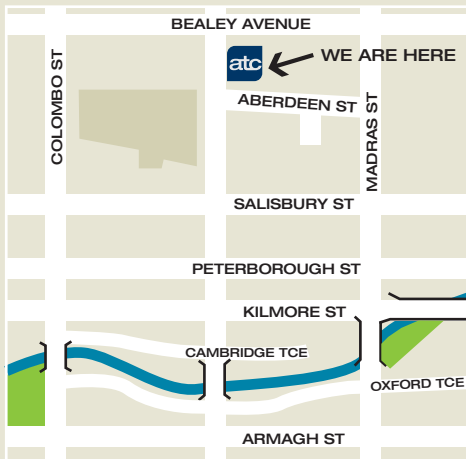 BEALEY AVENUE
COLOMBO ST
atc
WE ARE HERE
ABERDEEN ST
MADRAS ST
SALISBURY ST
PETERBOROUGH ST
KILMORE ST
CAMBRIDGE TCE
OXFORD TCE
ARMAGH ST